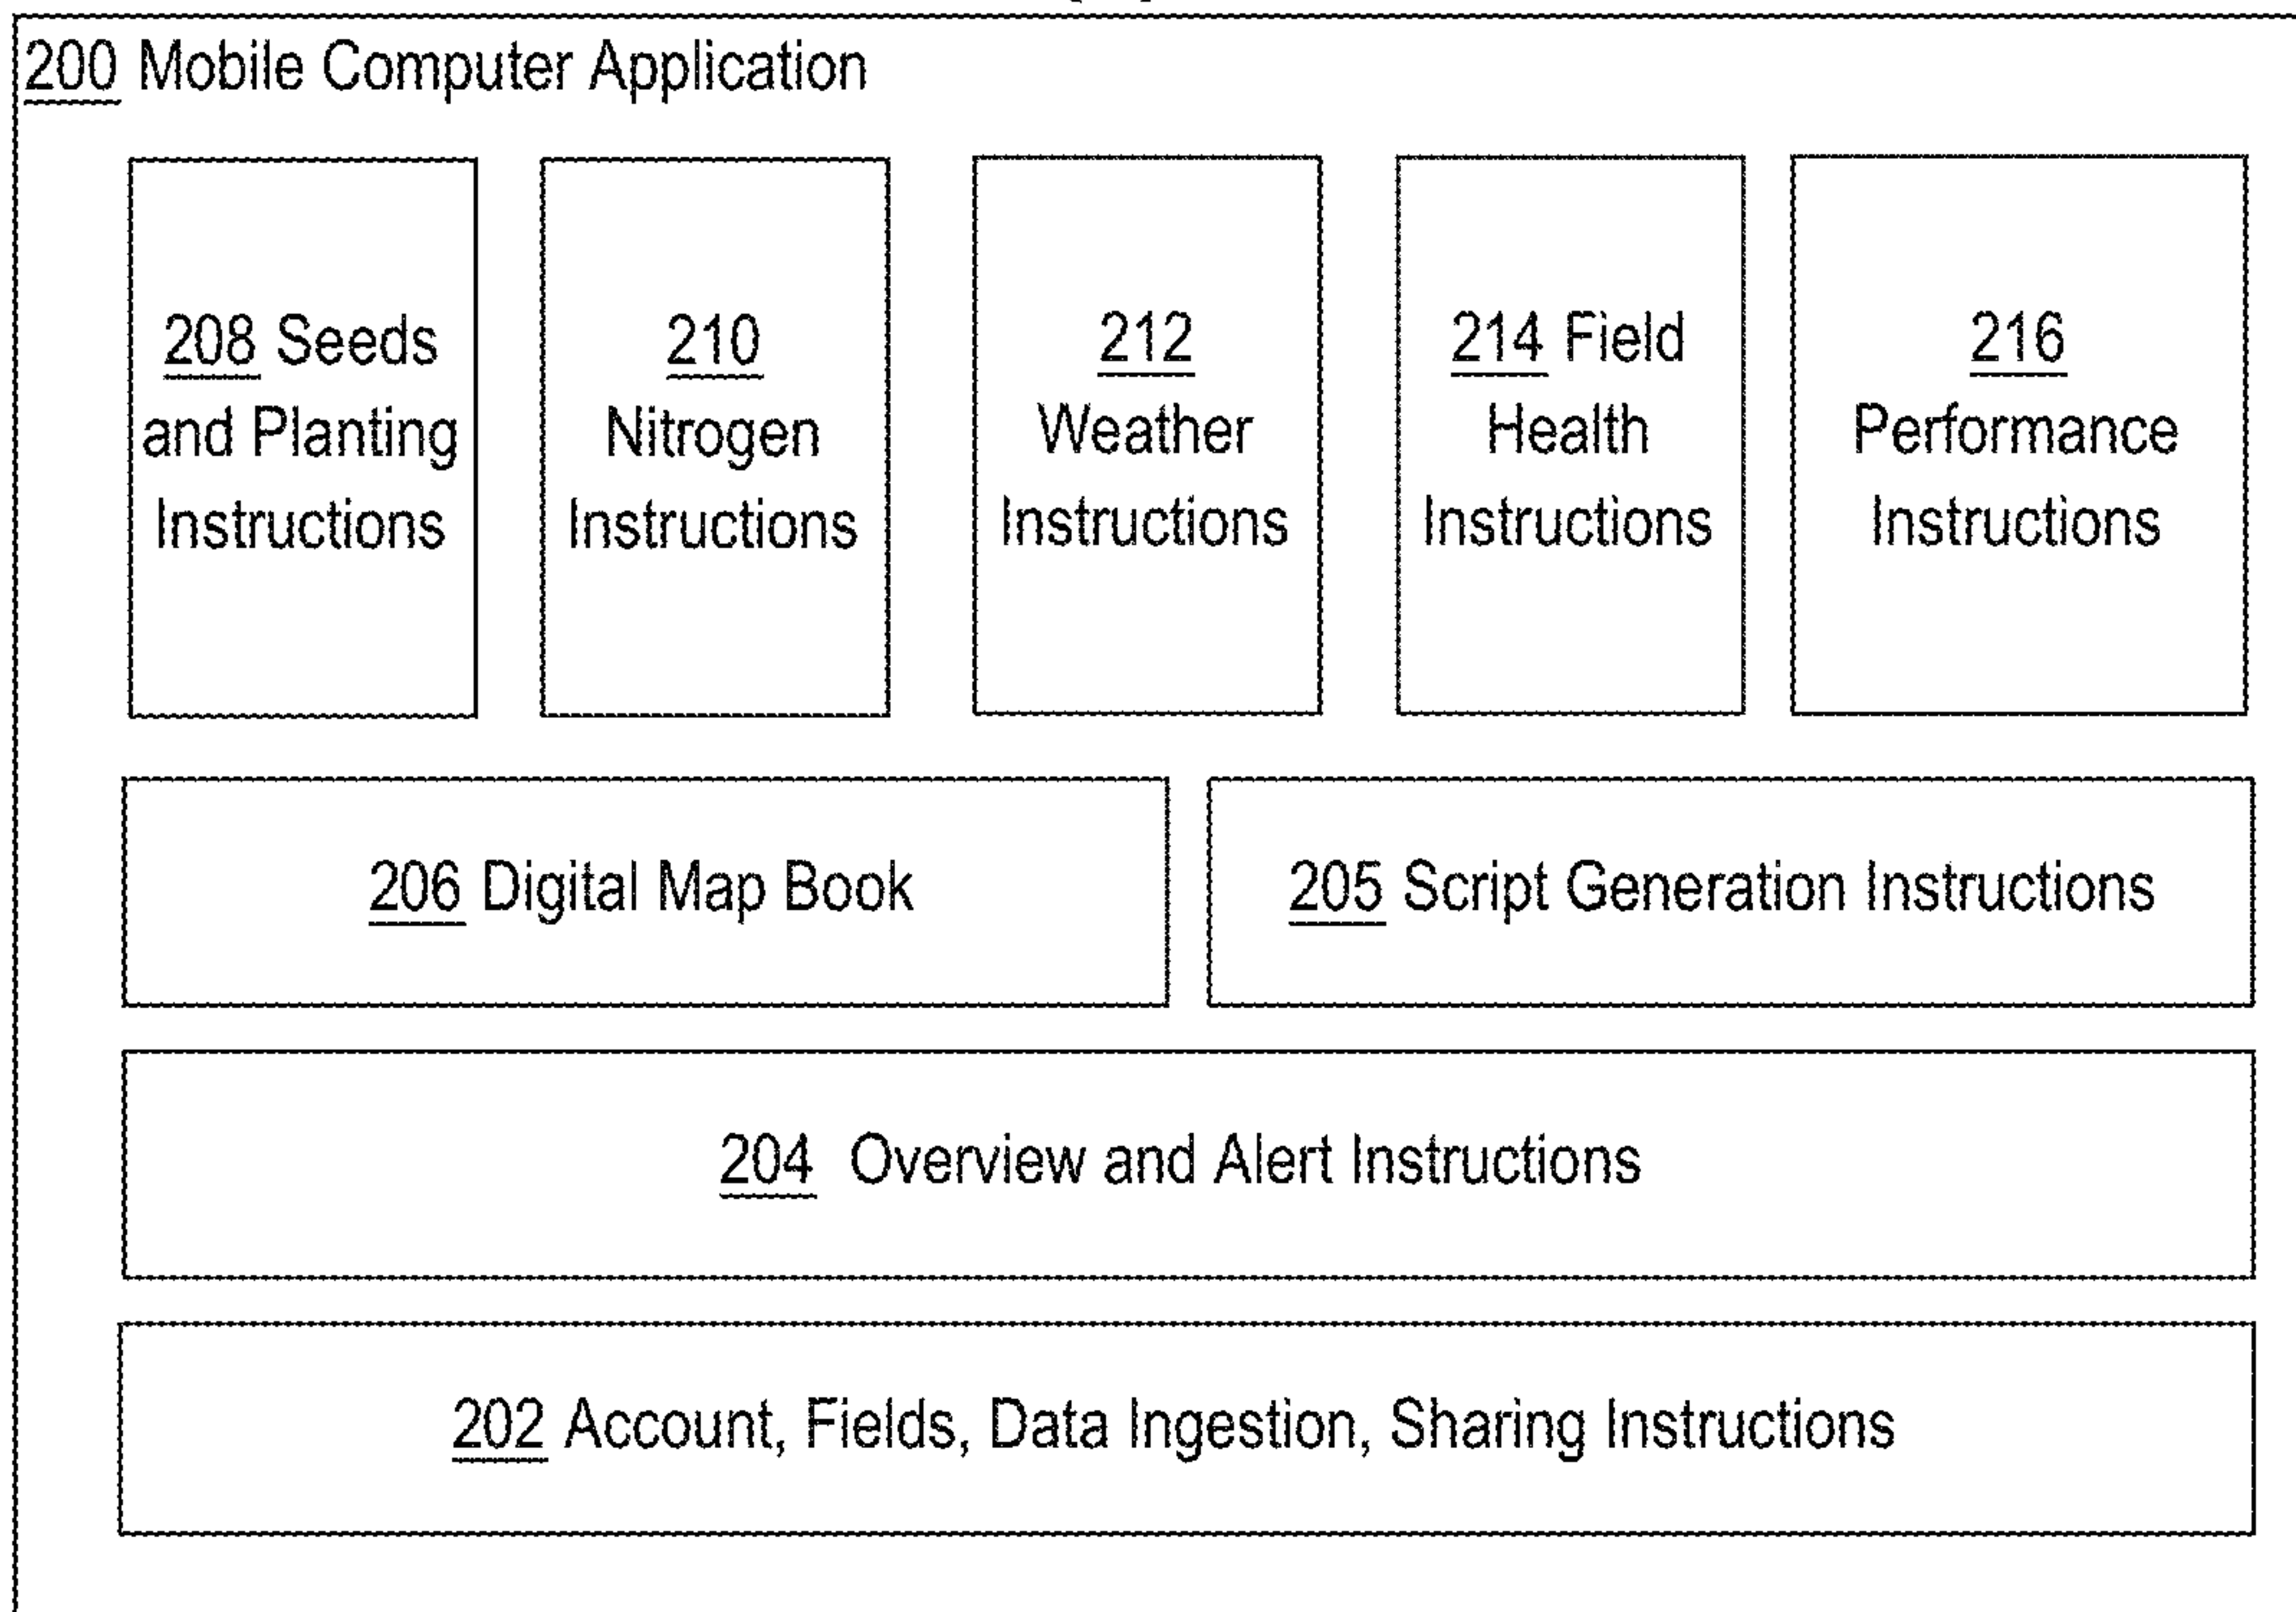 200 Mobile Computer Application
208 Seeds
and Planting
Instructions
210
Nitrogen
Instructions
212
Weather
Instructions
214 Field
Health
Instructions
216
Performance
Instructions
206 Digital Map Book
205 Script Generation Instructions
204 Overview and Alert Instructions
202 Account, Fields, Data Ingestion, Sharing Instructions